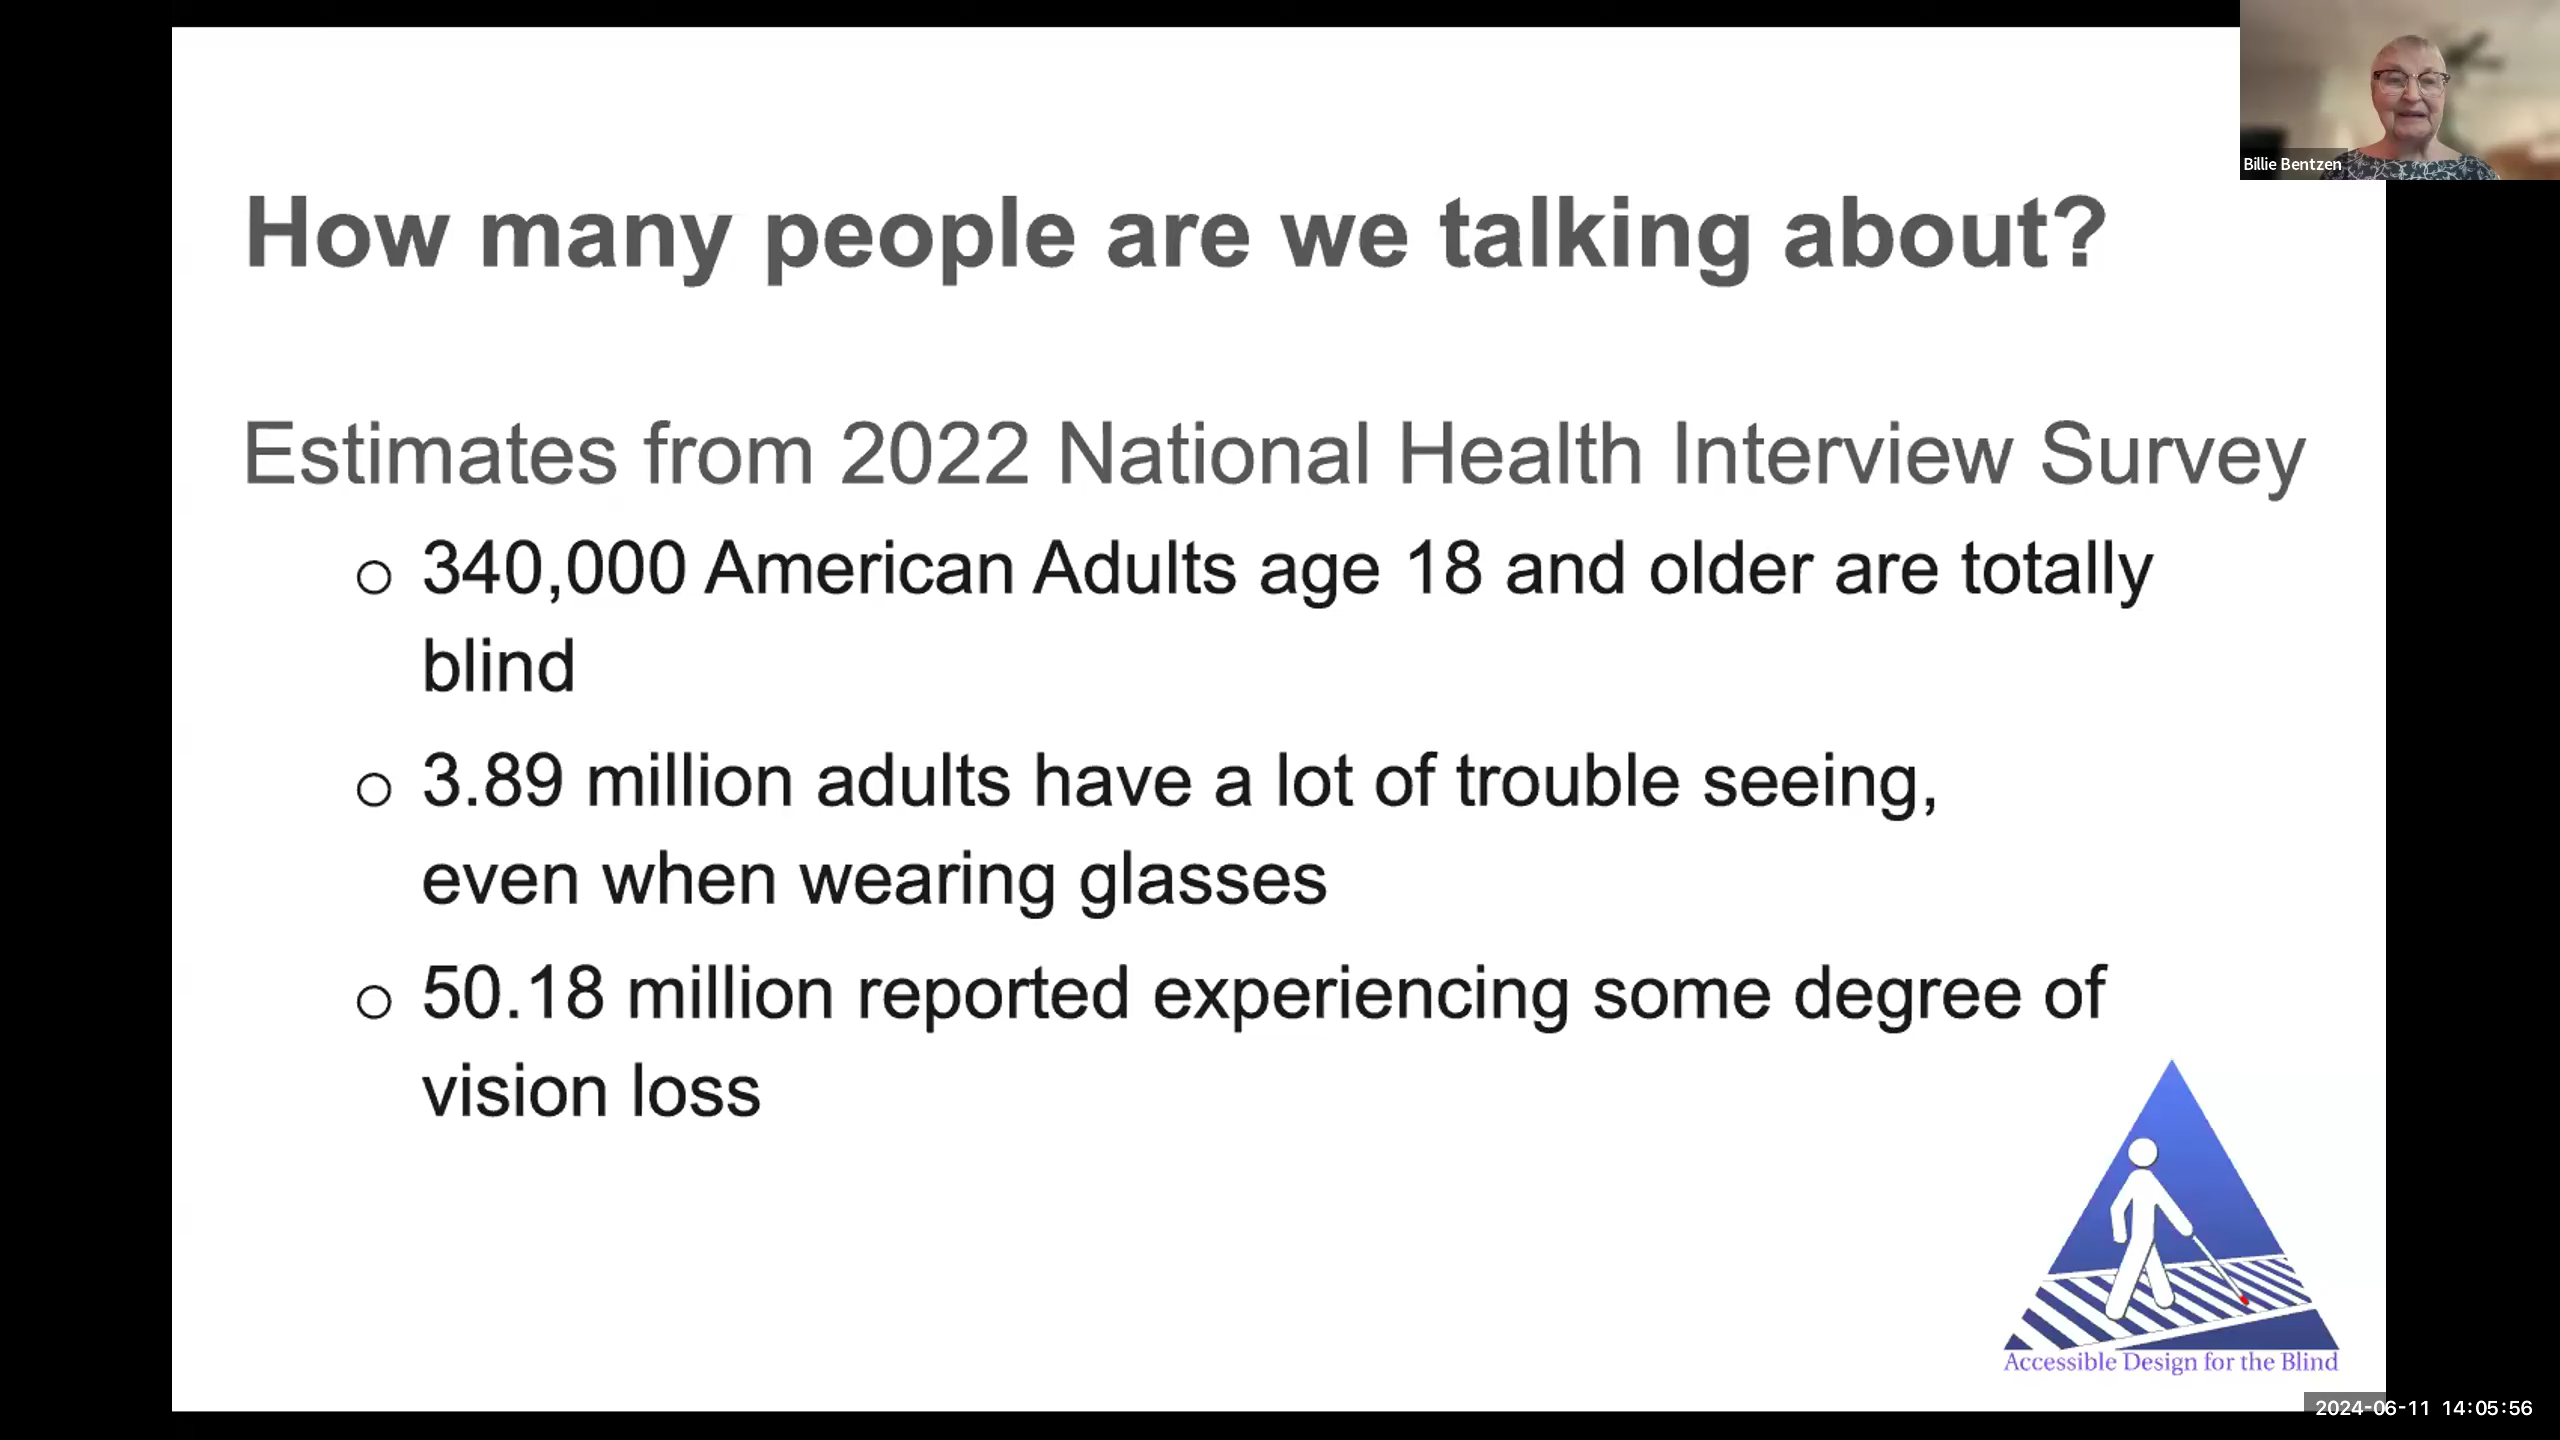 Billie Bentzen
How many people are we talking about?
Estimates from 2022 National Health Interview Survey
340,000 American Adults age 18 and older are totally
blind
3.89 million adults have a lot of trouble seeing,
even when wearing glasses
50.18 million reported experiencing some degree of
vision loss
Accessible Design for the Blind
2024-06-11 14:05:56